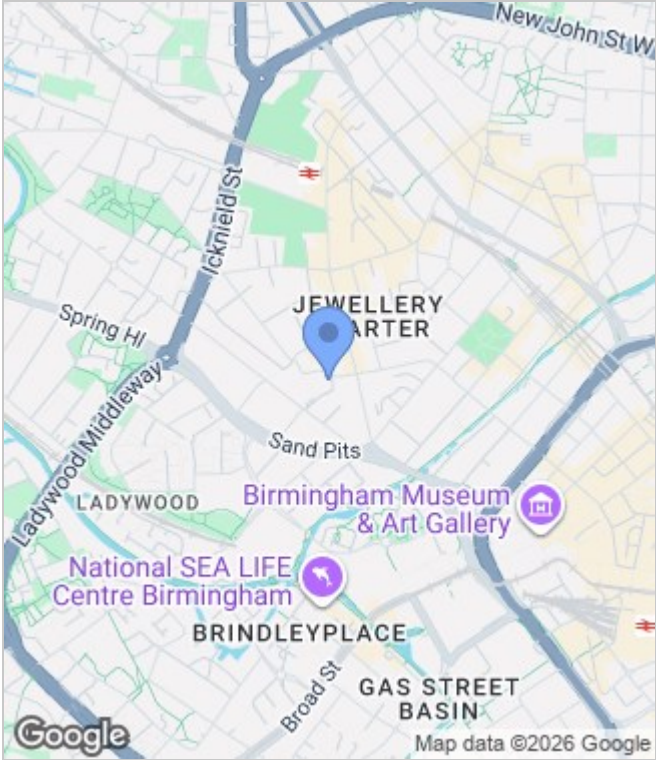 New John St W
Icknield St
JEWELLERY
ARTER
Spring Hl
Ladywood Middleway
Sand Pits
LADYWOOD
Birmingham Museum
& Art Gallery
National SEA LIFE
Centre Birmingham
BRINDLEYPLACE
Broad St
GAS STREET
BASIN
Google
Map data ©2026 Google